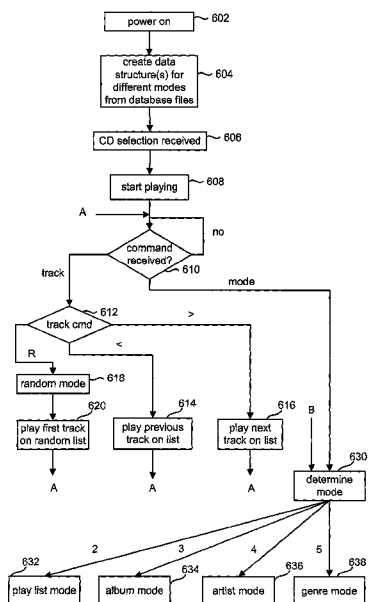 power on
602
create data
structure(s) for
different modes
from database files
604
CD selection received
606
start playing
608
A
no
command
received?
610
track
mode
612
track cmd
>
<
R
random mode
618
620
play first track
on random list
614
play previous
track on list
616
play next
track on list
B
630
determine
mode
A
A
A
2
3
4
5
632
play list mode
album mode
634
artist mode
636
genre mode
638